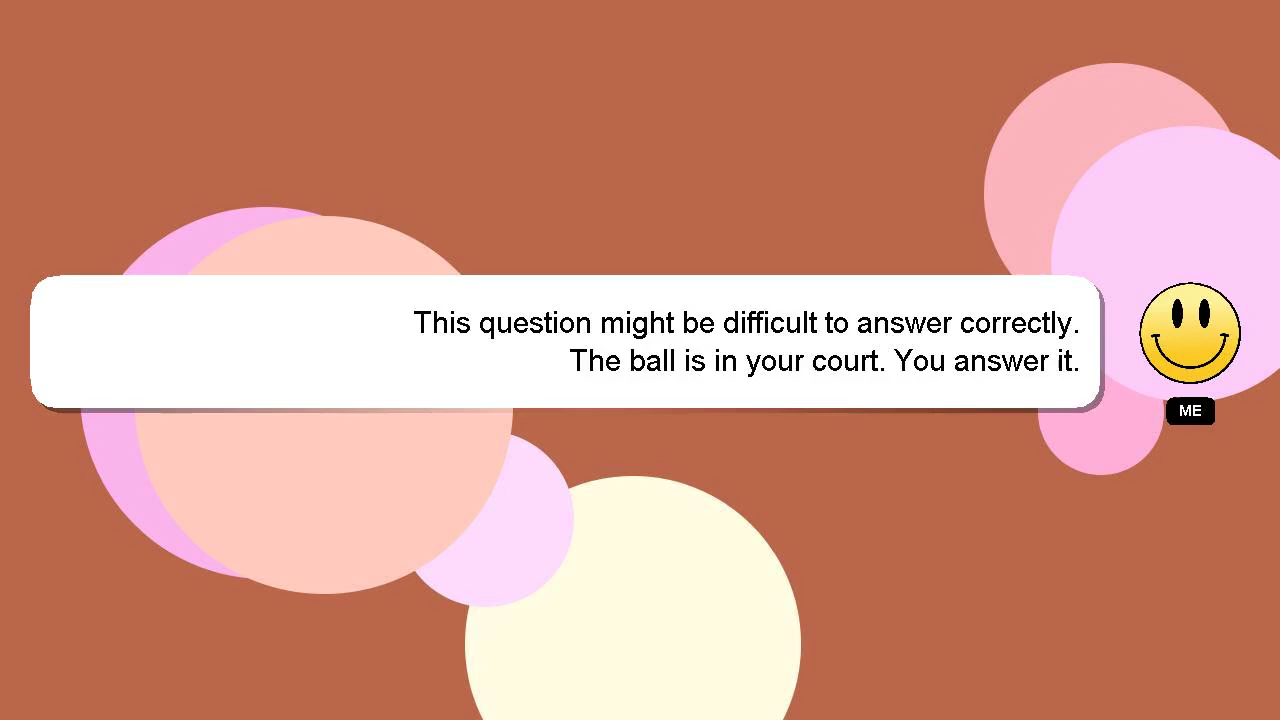 This question might be difficult to answer correctly.
The ball is in your court. You answer it.
ME